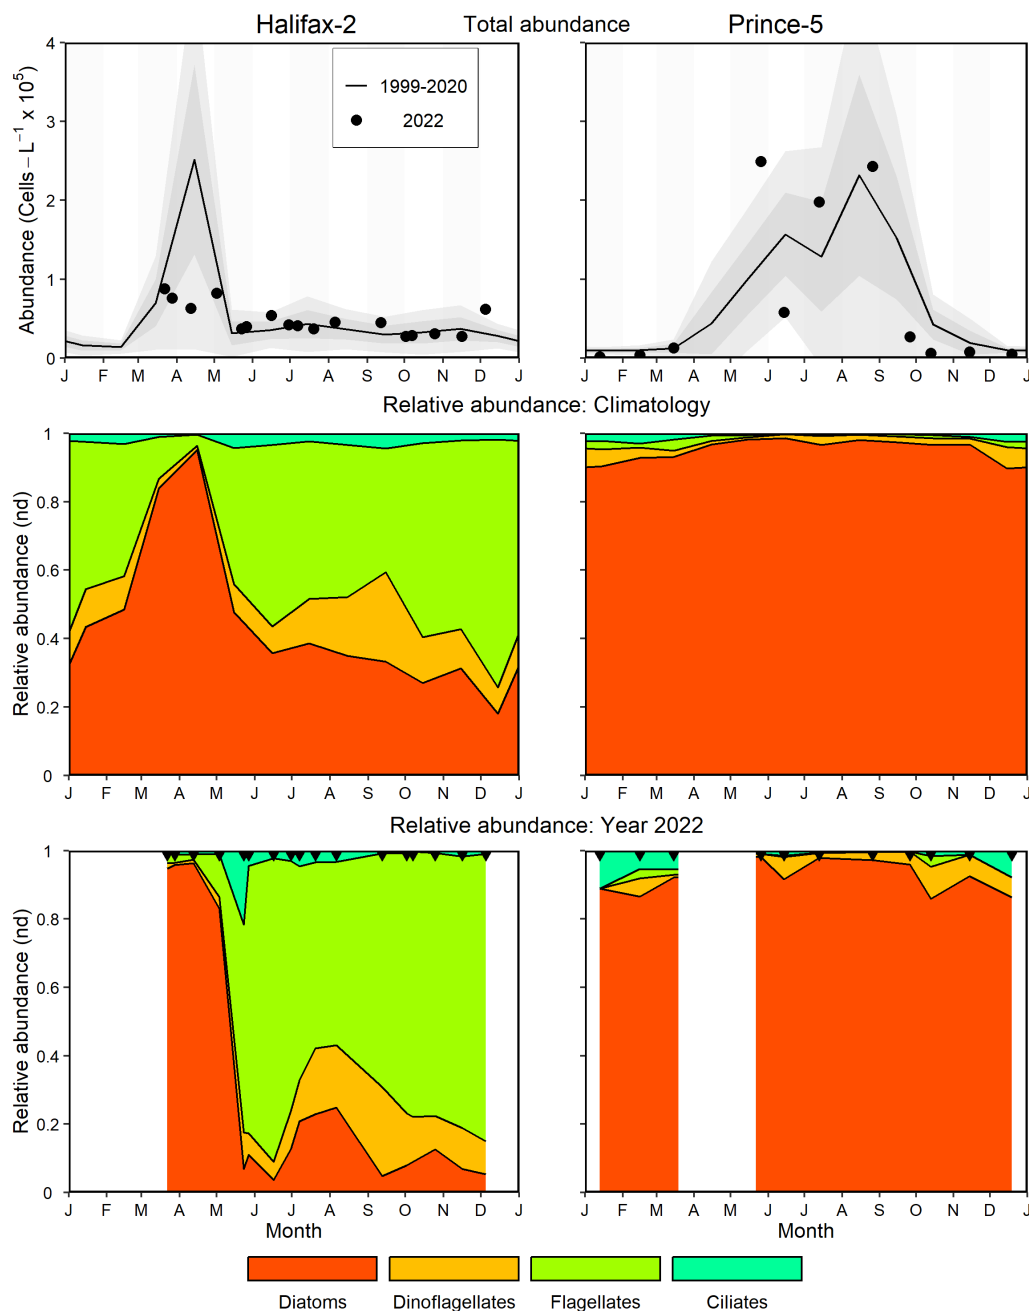 Halifax-2 Total abundance Prince-5
Abundance (Cells – L⁻¹ x 10⁵)
4
3
2
1
0
1999-2020
2022
J F M A M J J A S O N D J
J F M A M J J A S O N D J
Relative abundance: Climatology
Relative abundance (nd)
1
0.8
0.6
0.4
0.2
0
J F M A M J J A S O N D J
J F M A M J J A S O N D J
Relative abundance: Year 2022
Relative abundance (nd)
1
0.8
0.6
0.4
0.2
0
J F M A M J J A S O N D J
J F M A M J J A S O N D J
Month Month
Diatoms Dinoflagellates Flagellates Ciliates